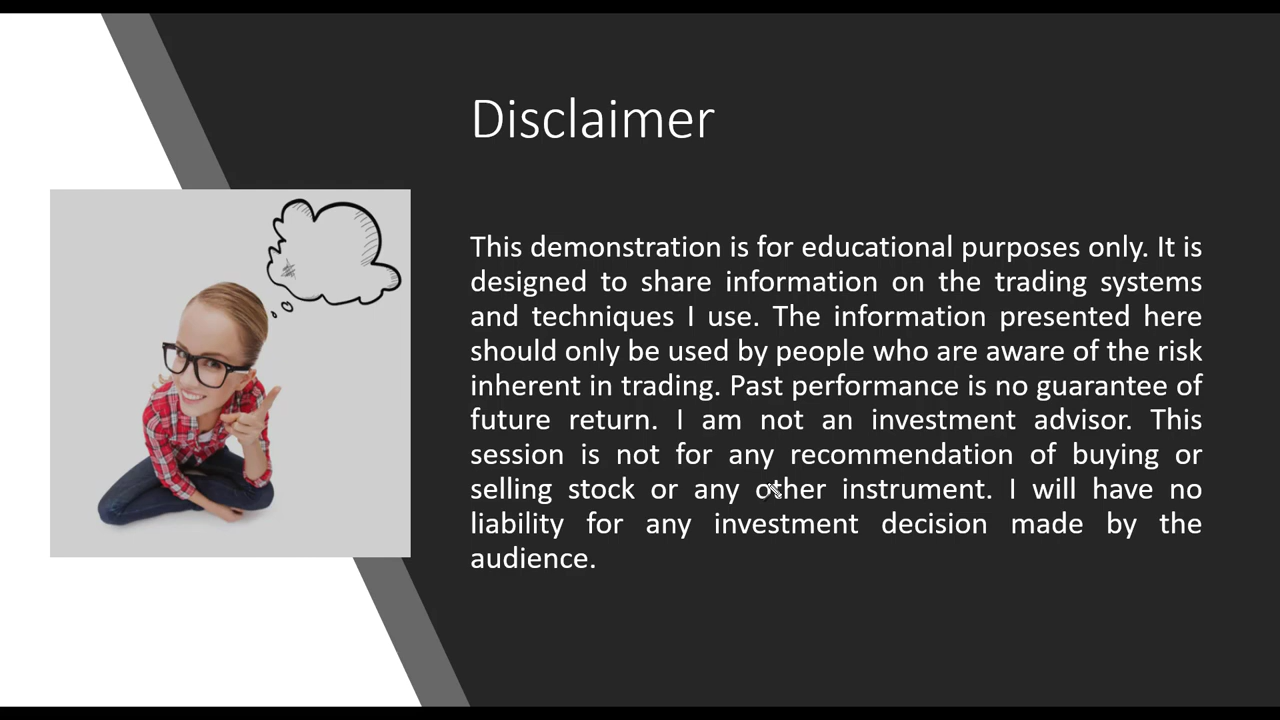 Disclaimer
This demonstration is for educational purposes only. It is
designed to share information on the trading systems
and techniques I use. The information presented here
should only be used by people who are aware of the risk
inherent in trading. Past performance is no guarantee of
future return. I am not an investment advisor. This
session is not for any recommendation of buying or
selling stock or any other instrument. I will have no
liability for any investment decision made by the
audience.